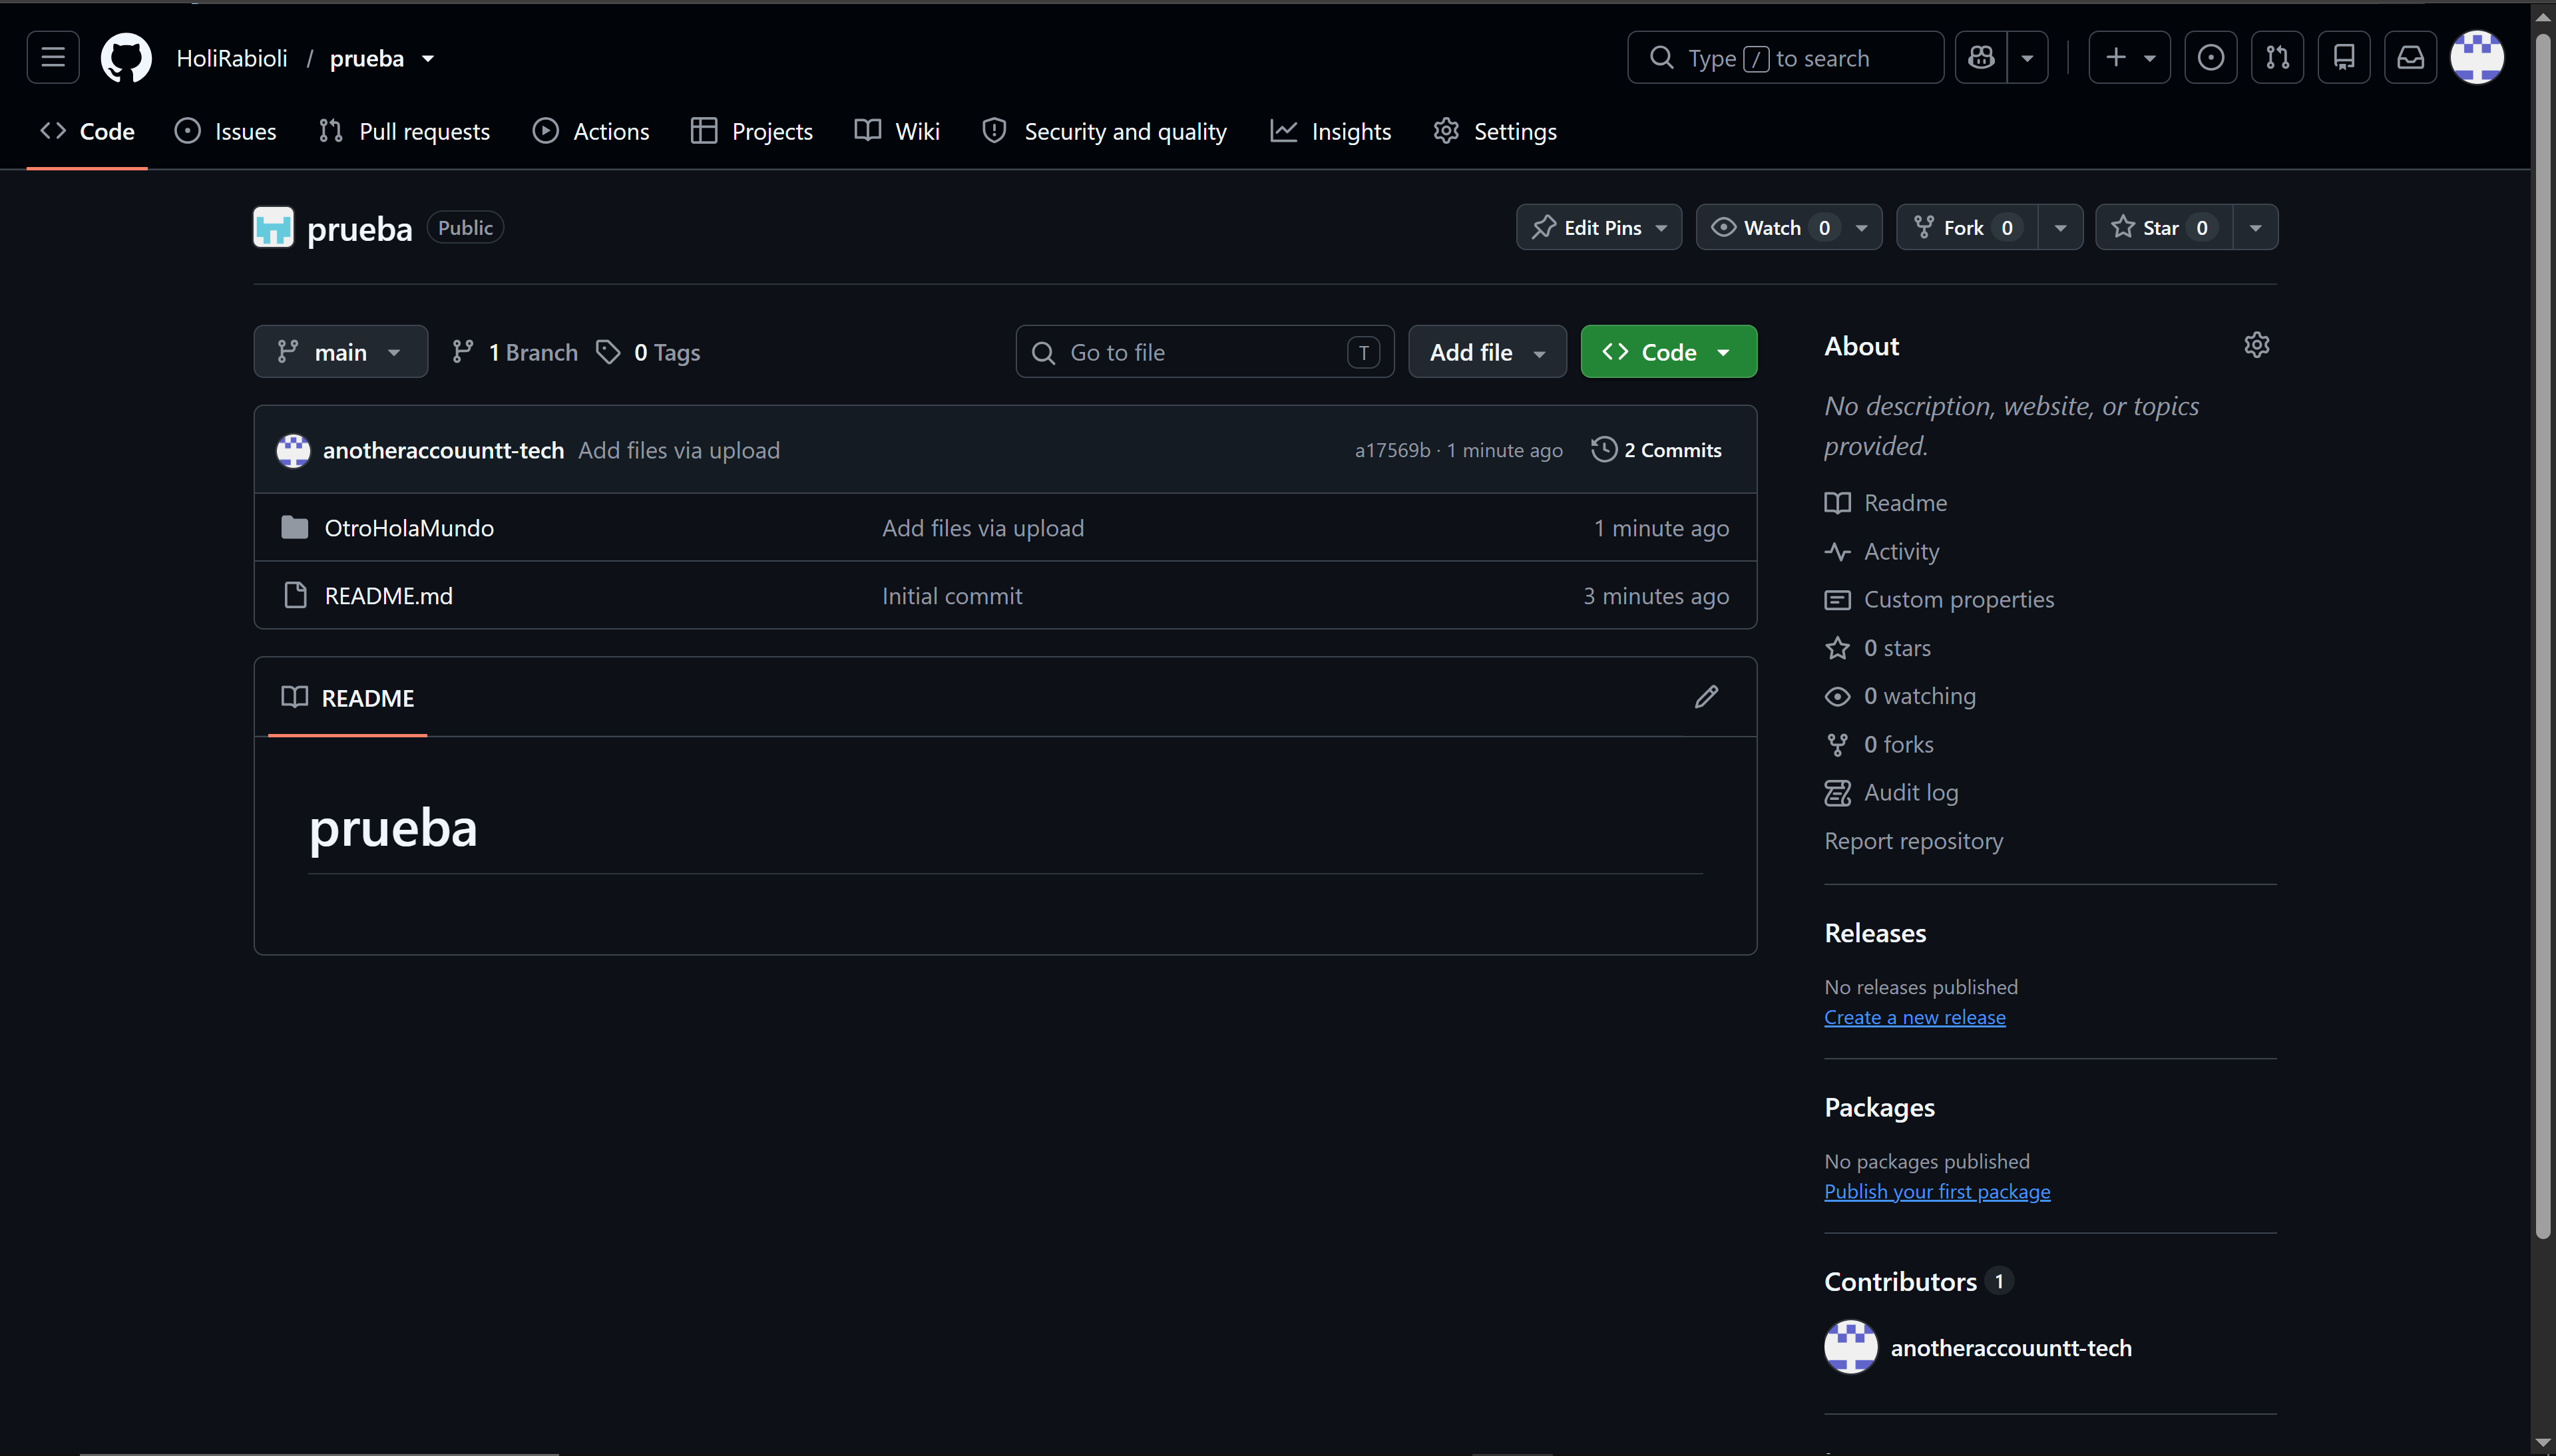 HoliRabioli / prueba
Type / to search
Code Issues Pull requests Actions Projects Wiki Security and quality Insights Settings
prueba Public
Edit Pins Watch 0 Fork 0 Star 0
main 1 Branch 0 Tags
Go to file T Add file Code
anotheraccouuntt-tech Add files via upload a17569b · 1 minute ago 2 Commits
OtroHolaMundo Add files via upload 1 minute ago
README.md Initial commit 3 minutes ago
README
prueba
About
No description, website, or topics
provided.
Readme
Activity
Custom properties
0 stars
0 watching
0 forks
Audit log
Report repository
Releases
No releases published
Create a new release
Packages
No packages published
Publish your first package
Contributors 1
anotheraccouuntt-tech